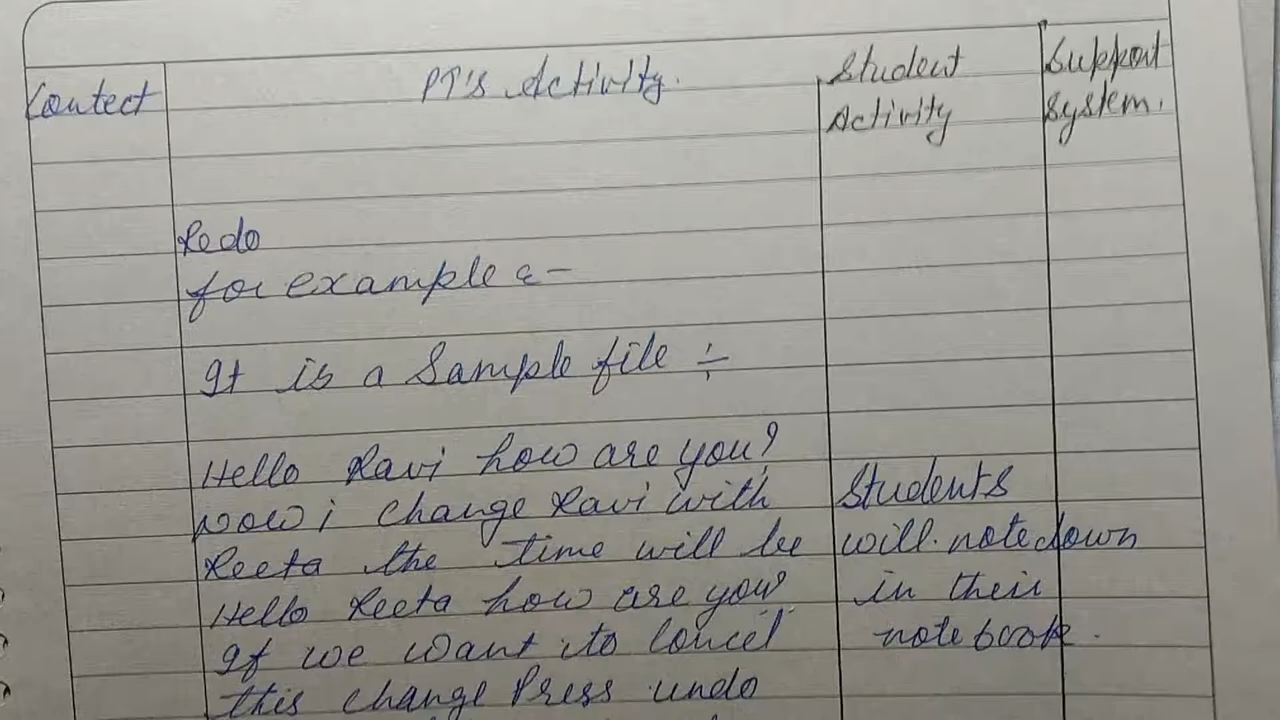 Contect PT's Activity. Student Activity Support System.
Redo
for example :-
It is a Sample file ÷
Hello Ravi how are you?
now i change Ravi with
Reeta the time will be
Hello Reeta how are you?
If we want to concel
this change Press undo
Students
will note down
in their
notebook.